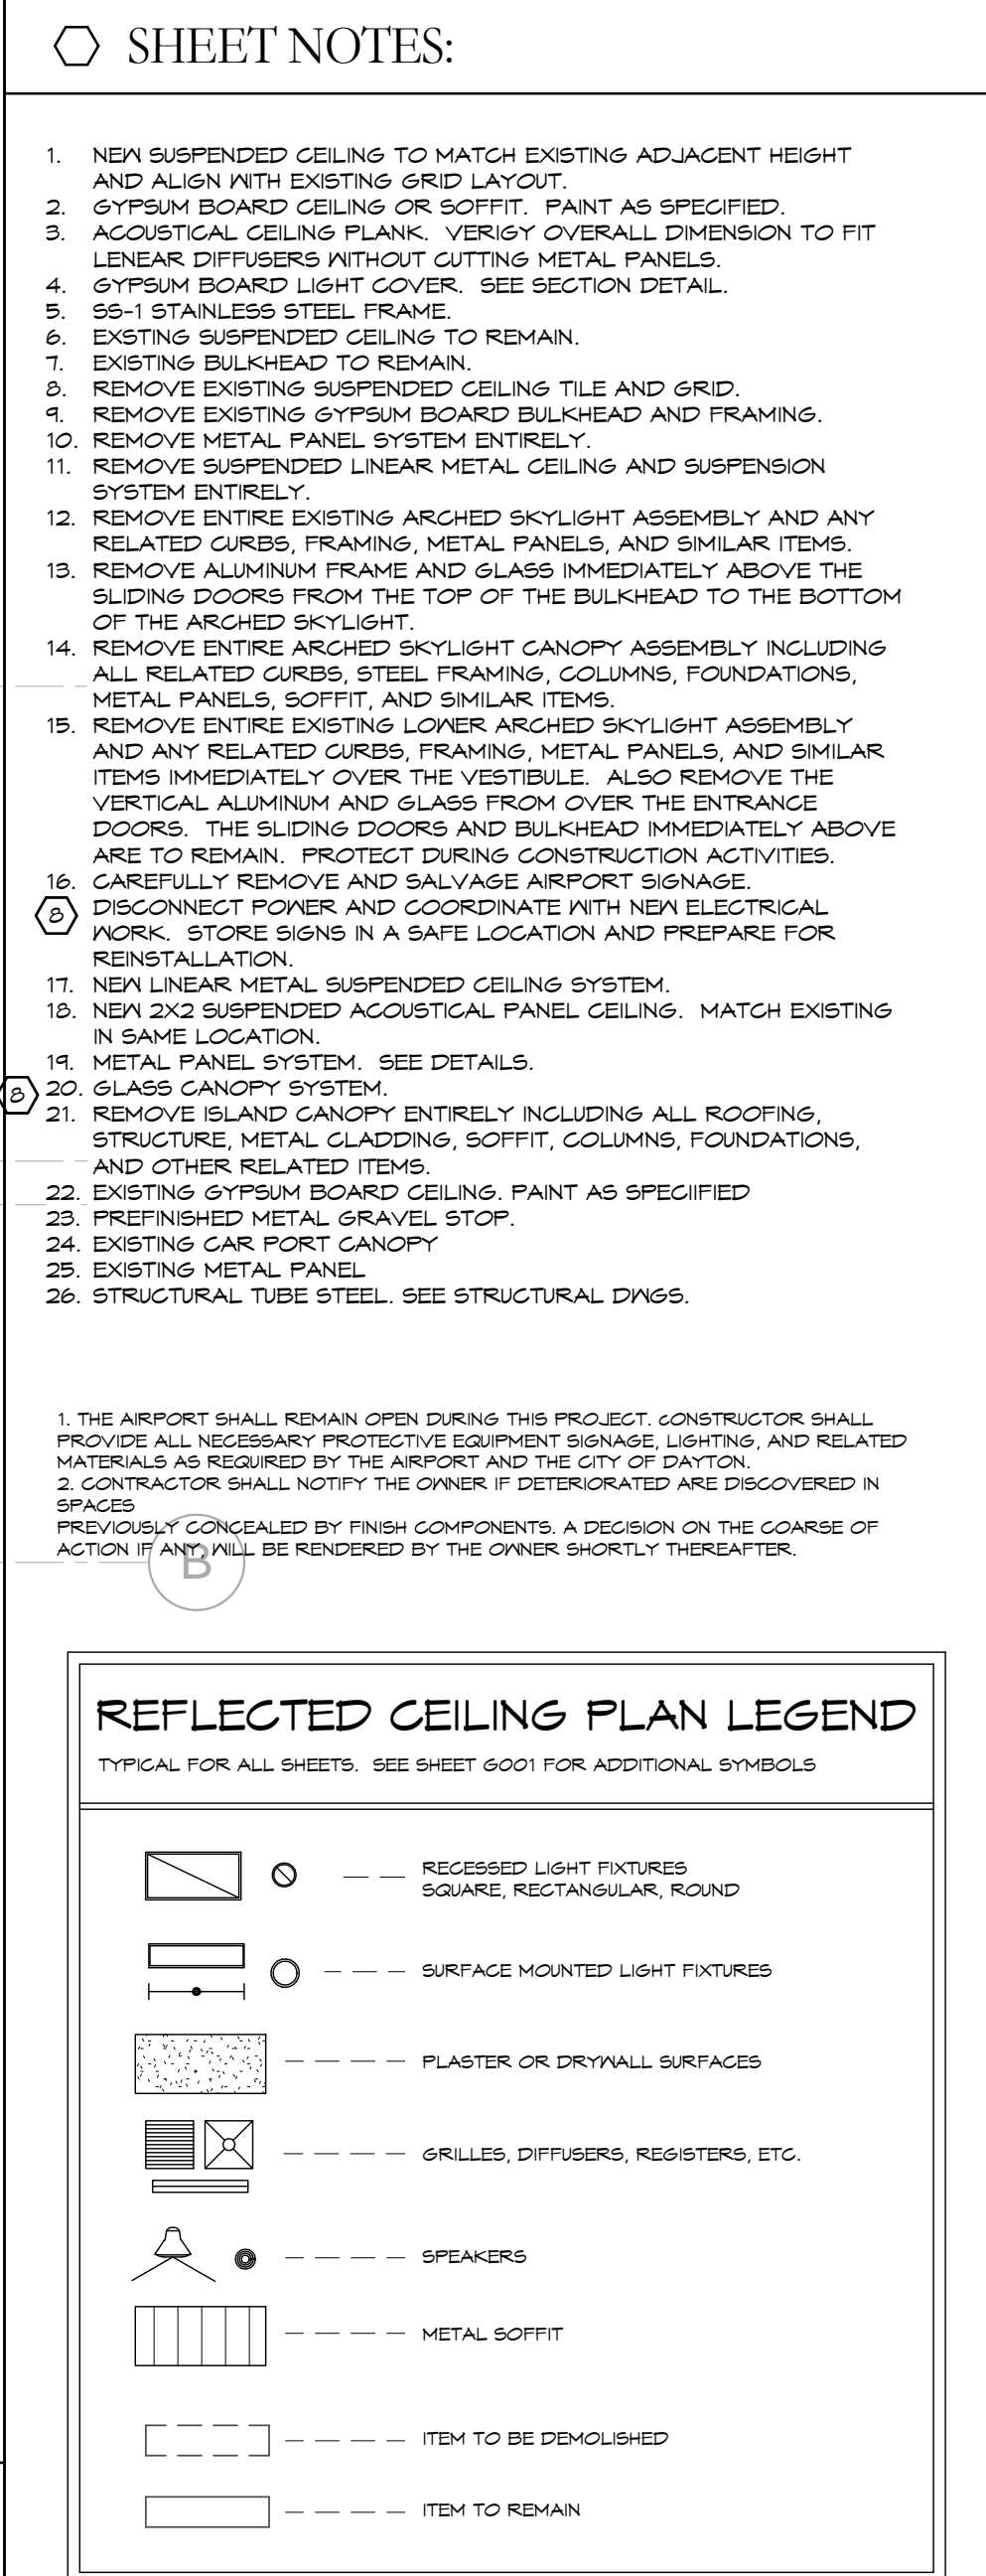 SHEET NOTES:
1. NEW SUSPENDED CEILING TO MATCH EXISTING ADJACENT HEIGHT
AND ALIGN WITH EXISTING GRID LAYOUT.
2. GYPSUM BOARD CEILING OR SOFFIT. PAINT AS SPECIFIED.
3. ACOUSTICAL CEILING PLANK. VERIGY OVERALL DIMENSION TO FIT
LENEAR DIFFUSERS WITHOUT CUTTING METAL PANELS.
4. GYPSUM BOARD LIGHT COVER. SEE SECTION DETAIL.
5. SS-1 STAINLESS STEEL FRAME.
6. EXSTING SUSPENDED CEILING TO REMAIN.
7. EXISTING BULKHEAD TO REMAIN.
8. REMOVE EXISTING SUSPENDED CEILING TILE AND GRID.
9. REMOVE EXISTING GYPSUM BOARD BULKHEAD AND FRAMING.
10. REMOVE METAL PANEL SYSTEM ENTIRELY.
11. REMOVE SUSPENDED LINEAR METAL CEILING AND SUSPENSION
SYSTEM ENTIRELY.
12. REMOVE ENTIRE EXISTING ARCHED SKYLIGHT ASSEMBLY AND ANY
RELATED CURBS, FRAMING, METAL PANELS, AND SIMILAR ITEMS.
13. REMOVE ALUMINUM FRAME AND GLASS IMMEDIATELY ABOVE THE
SLIDING DOORS FROM THE TOP OF THE BULKHEAD TO THE BOTTOM
OF THE ARCHED SKYLIGHT.
14. REMOVE ENTIRE ARCHED SKYLIGHT CANOPY ASSEMBLY INCLUDING
ALL RELATED CURBS, STEEL FRAMING, COLUMNS, FOUNDATIONS,
METAL PANELS, SOFFIT, AND SIMILAR ITEMS.
15. REMOVE ENTIRE EXISTING LOWER ARCHED SKYLIGHT ASSEMBLY
AND ANY RELATED CURBS, FRAMING, METAL PANELS, AND SIMILAR
ITEMS IMMEDIATELY OVER THE VESTIBULE. ALSO REMOVE THE
VERTICAL ALUMINUM AND GLASS FROM OVER THE ENTRANCE
DOORS. THE SLIDING DOORS AND BULKHEAD IMMEDIATELY ABOVE
ARE TO REMAIN. PROTECT DURING CONSTRUCTION ACTIVITIES.
16. CAREFULLY REMOVE AND SALVAGE AIRPORT SIGNAGE.
8 DISCONNECT POWER AND COORDINATE WITH NEW ELECTRICAL
WORK. STORE SIGNS IN A SAFE LOCATION AND PREPARE FOR
REINSTALLATION.
17. NEW LINEAR METAL SUSPENDED CEILING SYSTEM.
18. NEW 2X2 SUSPENDED ACOUSTICAL PANEL CEILING. MATCH EXISTING
IN SAME LOCATION.
19. METAL PANEL SYSTEM. SEE DETAILS.
8 20. GLASS CANOPY SYSTEM.
21. REMOVE ISLAND CANOPY ENTIRELY INCLUDING ALL ROOFING,
STRUCTURE, METAL CLADDING, SOFFIT, COLUMNS, FOUNDATIONS,
AND OTHER RELATED ITEMS.
22. EXISTING GYPSUM BOARD CEILING. PAINT AS SPECIIFIED
23. PREFINISHED METAL GRAVEL STOP.
24. EXISTING CAR PORT CANOPY
25. EXISTING METAL PANEL
26. STRUCTURAL TUBE STEEL. SEE STRUCTURAL DWGS.
1. THE AIRPORT SHALL REMAIN OPEN DURING THIS PROJECT. CONSTRUCTOR SHALL
PROVIDE ALL NECESSARY PROTECTIVE EQUIPMENT SIGNAGE, LIGHTING, AND RELATED
MATERIALS AS REQUIRED BY THE AIRPORT AND THE CITY OF DAYTON.
2. CONTRACTOR SHALL NOTIFY THE OWNER IF DETERIORATED ARE DISCOVERED IN
SPACES
PREVIOUSLY CONCEALED BY FINISH COMPONENTS. A DECISION ON THE COARSE OF
ACTION IF ANY, WILL BE RENDERED BY THE OWNER SHORTLY THEREAFTER.
B
REFLECTED CEILING PLAN LEGEND
TYPICAL FOR ALL SHEETS. SEE SHEET G001 FOR ADDITIONAL SYMBOLS
RECESSED LIGHT FIXTURES
SQUARE, RECTANGULAR, ROUND
SURFACE MOUNTED LIGHT FIXTURES
PLASTER OR DRYWALL SURFACES
GRILLES, DIFFUSERS, REGISTERS, ETC.
SPEAKERS
METAL SOFFIT
ITEM TO BE DEMOLISHED
ITEM TO REMAIN